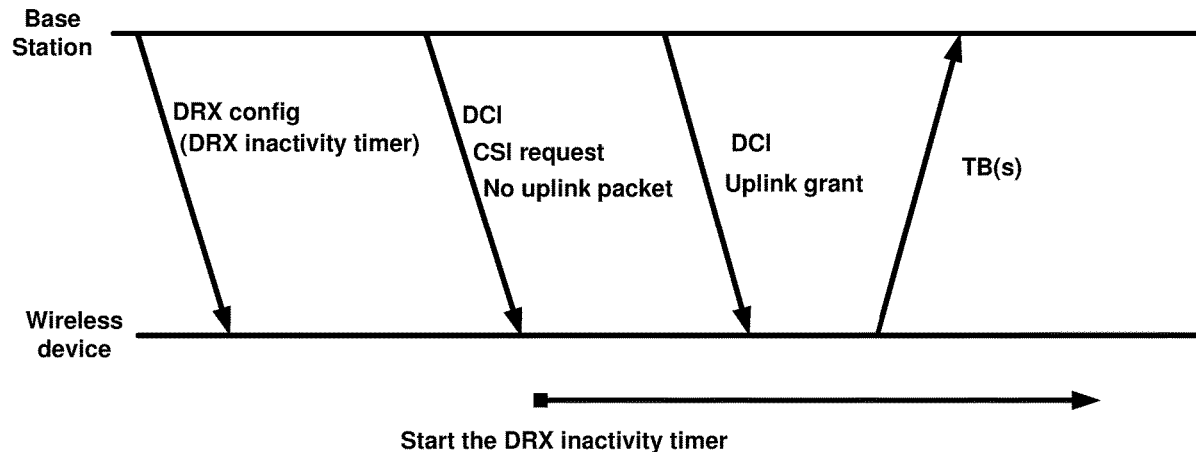 Base
Station
DRX config
(DRX inactivity timer)
DCI
CSI request
No uplink packet
DCI
Uplink grant
TB(s)
Wireless
device
Start the DRX inactivity timer